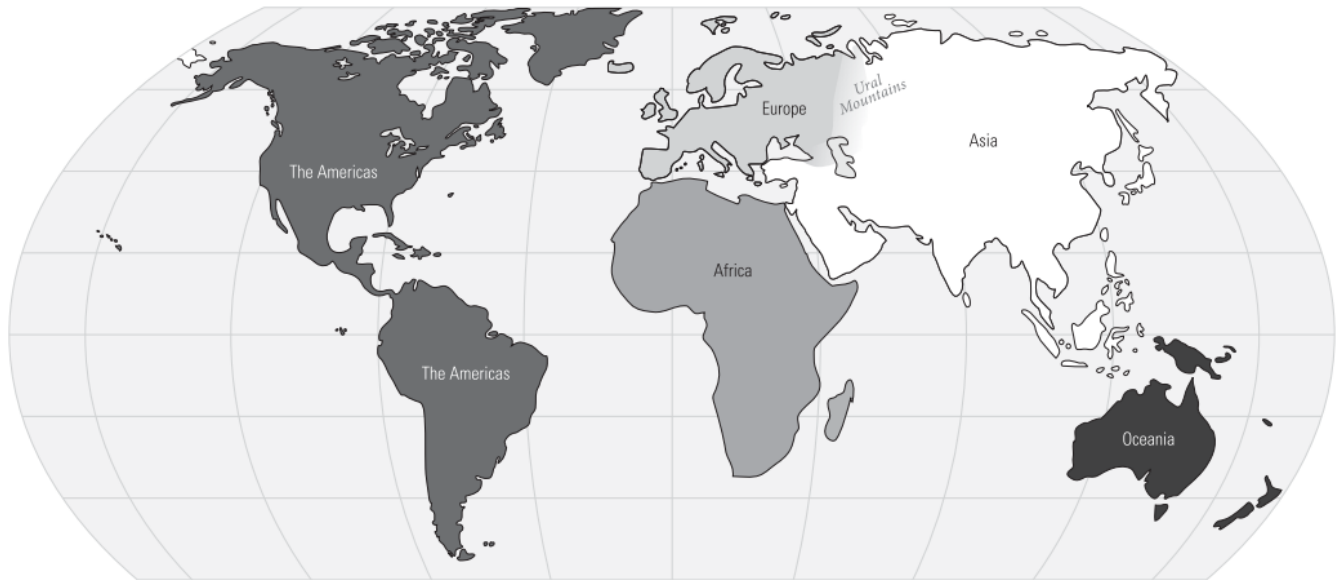 Ural
Mountains
Europe
Asia
The Americas
Africa
The Americas
Oceania